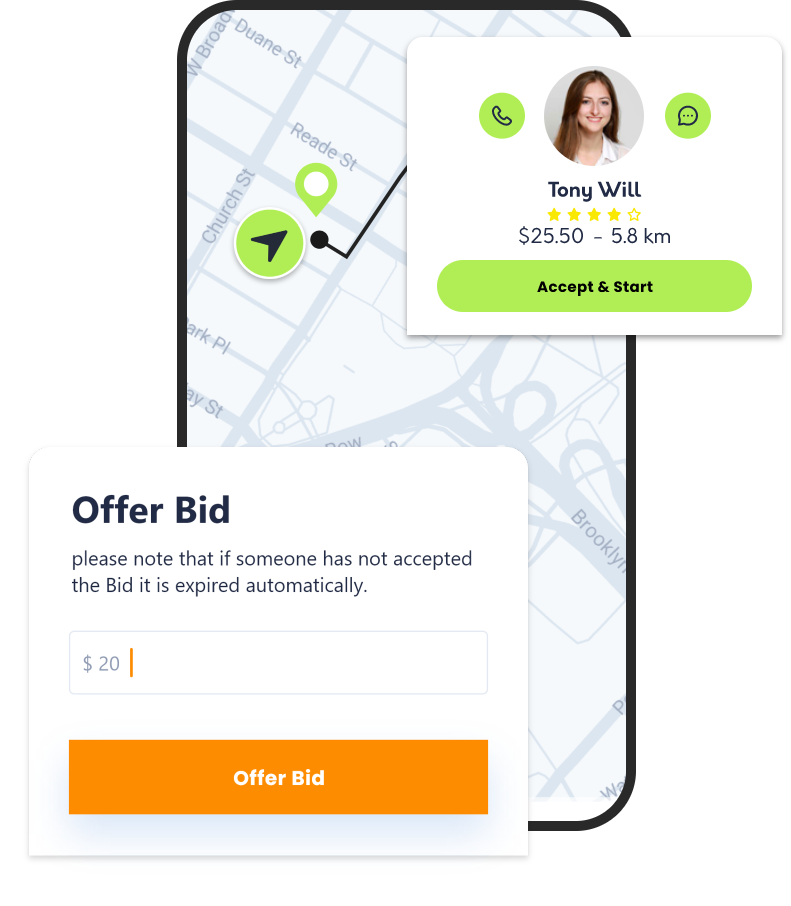 W Broad
Duane St
Reade St
Church St
Tony Will
$25.50 – 5.8 km
Accept & Start
Park Pl
ay St
Row
Offer Bid
please note that if someone has not accepted
the Bid it is expired automatically.
$ 20
Offer Bid
Brooklyn
P
Wa